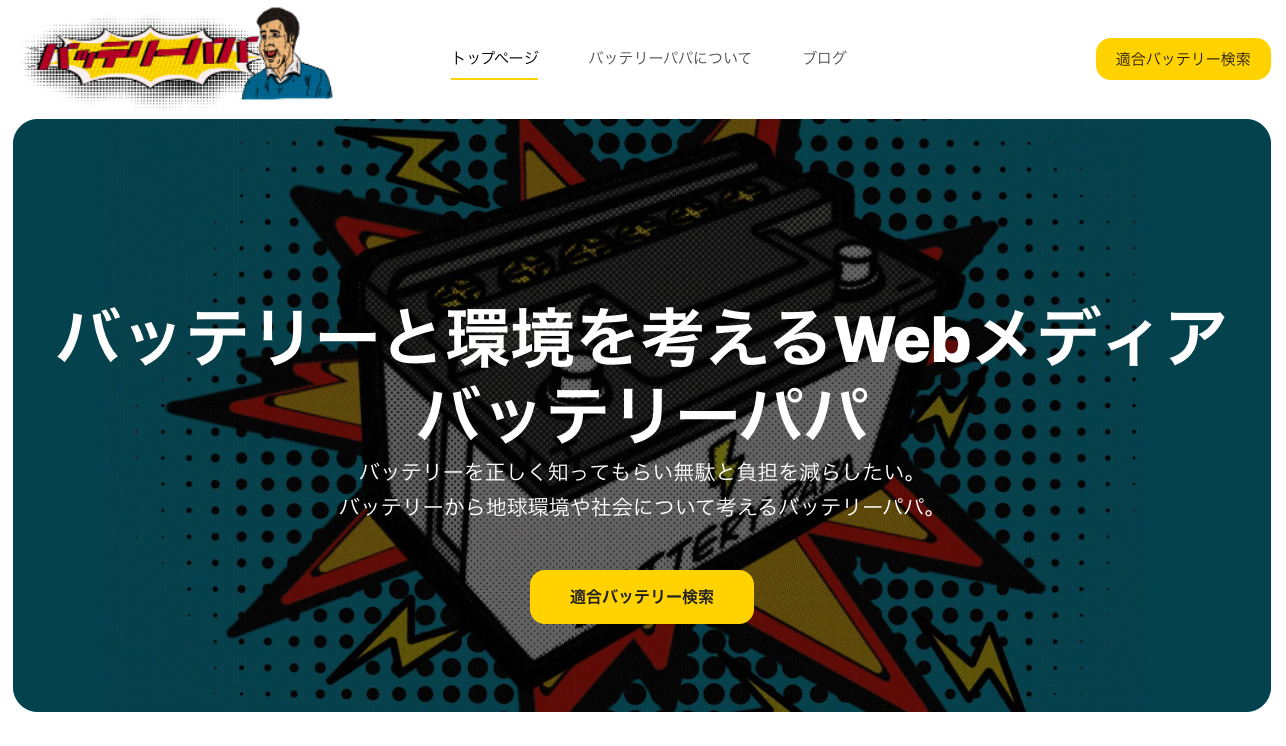 バッテリーパパ
トップページ
バッテリーパパについて
ブログ
適合バッテリー検索
バッテリーと環境を考えるWebメディア
バッテリーパパ
バッテリーを正しく知ってもらい無駄と負担を減らしたい。
バッテリーから地球環境や社会について考えるバッテリーパパ。
適合バッテリー検索